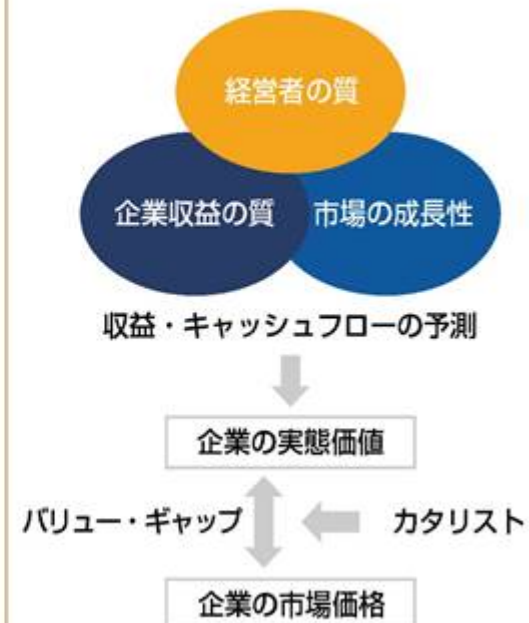 経営者の質
企業収益の質
市場の成長性
収益・キャッシュフローの予測
企業の実態価値
バリュー・ギャップ
カタリスト
企業の市場価格